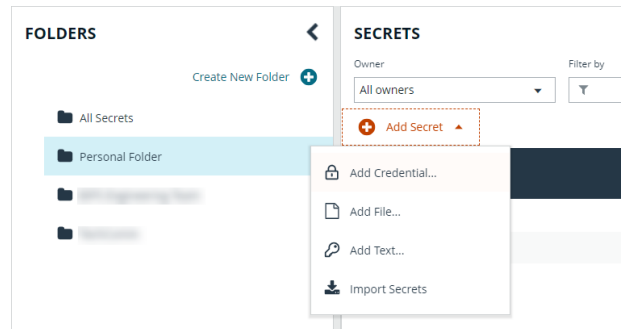 FOLDERS
Create New Folder
All Secrets
Personal Folder
SECRETS
Owner
Filter by
All owners
Add Secret
Add Credential...
Add File...
Add Text...
Import Secrets